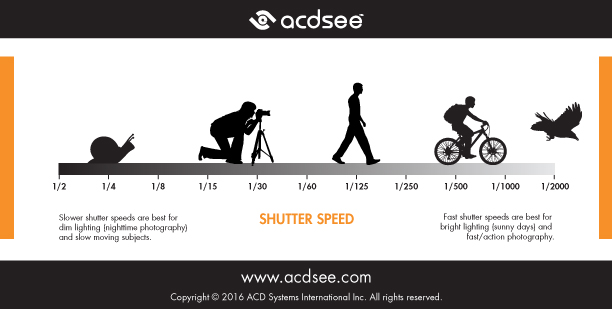 acdsee™
1/2 1/4 1/8 1/15 1/30 1/60 1/125 1/250 1/500 1/1000 1/2000
Slower shutter speeds are best for
dim lighting (nighttime photography)
and slow moving subjects.
SHUTTER SPEED
Fast shutter speeds are best for
bright lighting (sunny days) and
fast/action photography.
www.acdsee.com
Copyright © 2016 ACD Systems International Inc. All rights reserved.